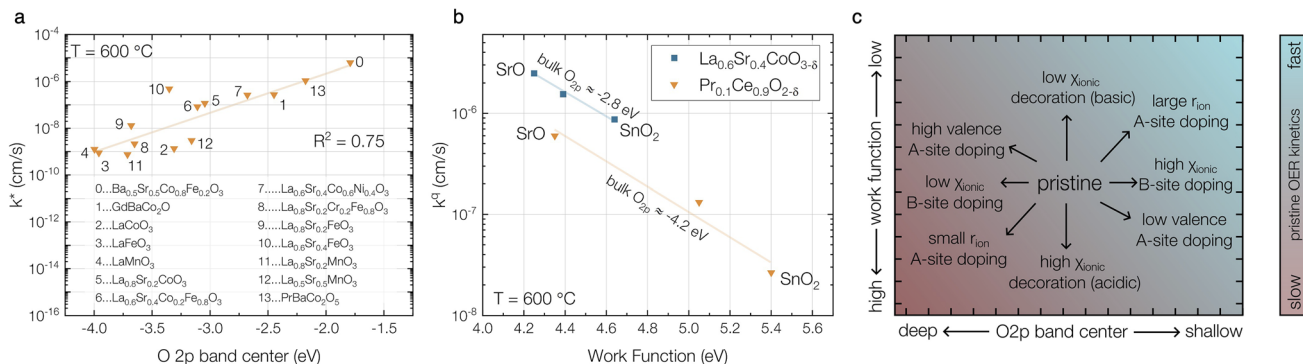 a
T = 600 °C
k* (cm/s)
10⁻⁴
10⁻⁶
10⁻⁸
10⁻¹⁰
10⁻¹²
10⁻¹⁴
10⁻¹⁶
0
13
10
7
1
6
5
9
8
2
12
4
3
11
R² = 0.75
0...Ba₀.₅Sr₀.₅Co₀.₈Fe₀.₂O₃
1...GdBaCo₂O
2...LaCoO₃
3...LaFeO₃
4...LaMnO₃
5...La₀.₈Sr₀.₂CoO₃
6...La₀.₆Sr₀.₄Co₀.₂Fe₀.₈O₃
7.....La₀.₆Sr₀.₄Co₀.₆Ni₀.₄O₃
8.....La₀.₈Sr₀.₂Cr₀.₂Fe₀.₈O₃
9.....La₀.₈Sr₀.₂FeO₃
10...La₀.₆Sr₀.₄FeO₃
11...La₀.₈Sr₀.₂MnO₃
12...La₀.₅Sr₀.₅MnO₃
13...PrBaCo₂O₅
-4.0
-3.5
-3.0
-2.5
-2.0
-1.5
O 2p band center (eV)
b
kq (cm/s)
10⁻⁶
10⁻⁷
10⁻⁸
La₀.₆Sr₀.₄CoO₃₋δ
Pr₀.₁Ce₀.₉O₂₋δ
SrO
bulk O₂ₚ ≈ -2.8 eV
SnO₂
SrO
bulk O₂ₚ ≈ -4.2 eV
SnO₂
T = 600 °C
4.0
4.4
4.8
5.2
5.6
Work Function (eV)
c
low
work function
high
low χionic
decoration (basic)
large rion
A-site doping
high valence
A-site doping
low χionic
B-site doping
pristine
high χionic
B-site doping
small rion
A-site doping
low valence
A-site doping
high χionic
decoration (acidic)
deep
O2p band center
shallow
fast
pristine OER kinetics
slow